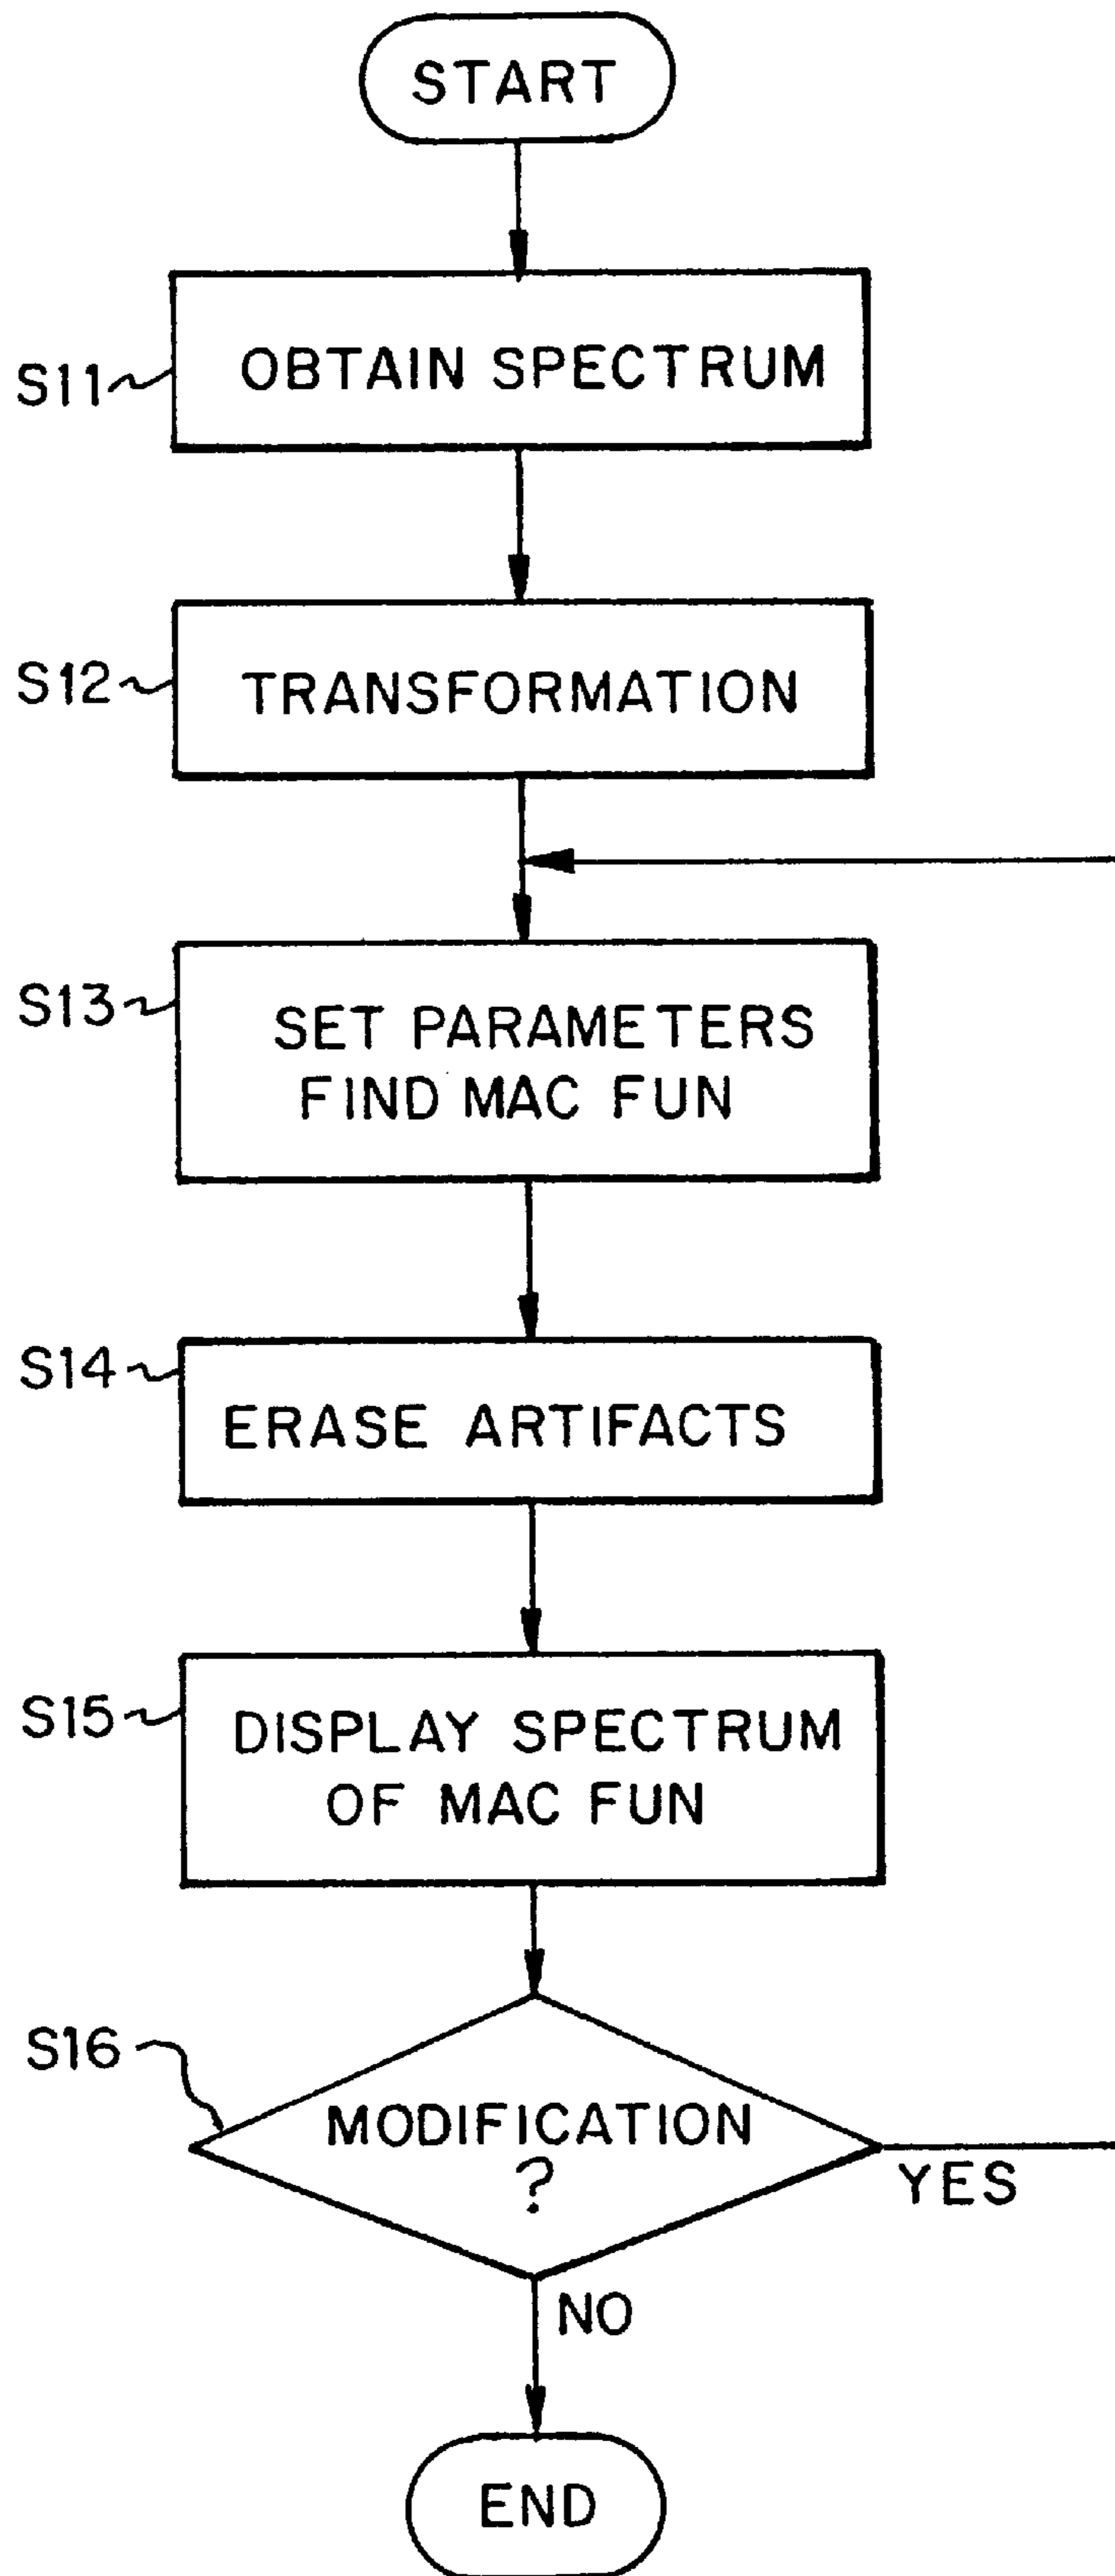 START
S11
OBTAIN SPECTRUM
S12
TRANSFORMATION
S13
SET PARAMETERS
FIND MAC FUN
S14
ERASE ARTIFACTS
S15
DISPLAY SPECTRUM
OF MAC FUN
S16
MODIFICATION
?
YES
NO
END